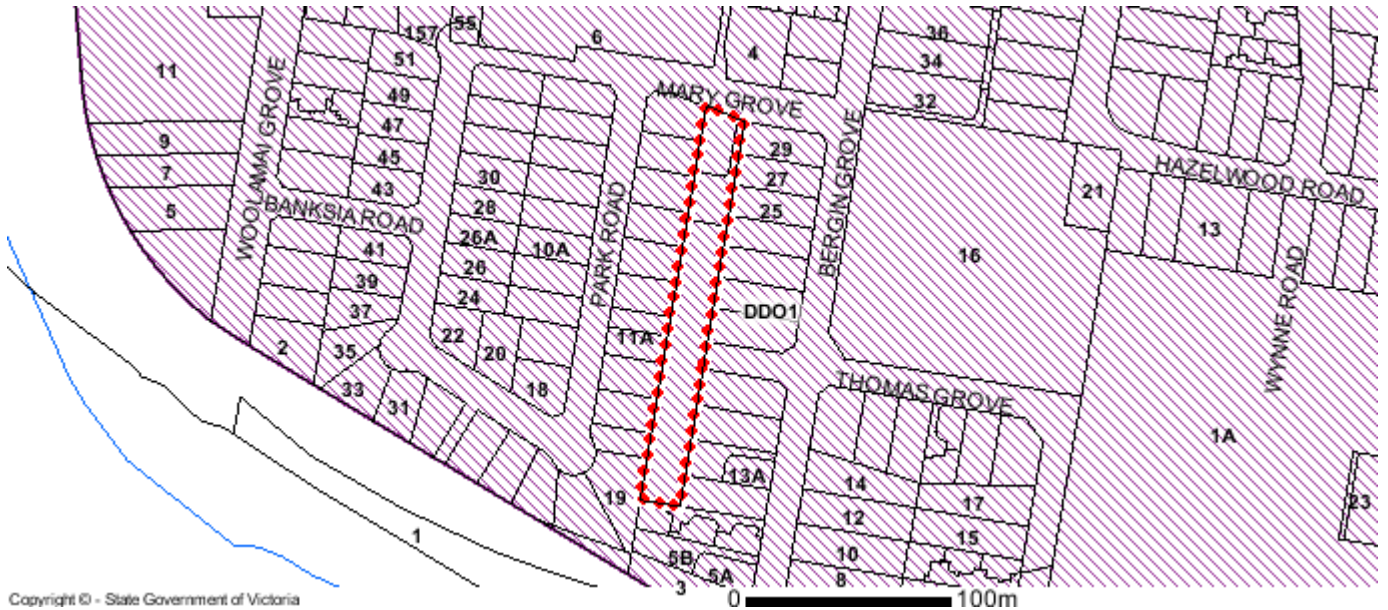 55
157
6
4
36
51
34
11
49
32
MARY GROVE
47
WOOLAMAI GROVE
9
45
29
7
43
27
HAZELWOOD ROAD
30
21
5
28
25
BANKSIA ROAD
PARK ROAD
BERGIN GROVE
13
26A
41
10A
16
26
39
24
37
DDO1
WYNNE ROAD
22
11A
2
35
20
18
33
THOMAS GROVE
31
1A
13A
14
19
17
23
12
1
15
5B
10
5A
8
3
Copyright © - State Government of Victoria
0
100m